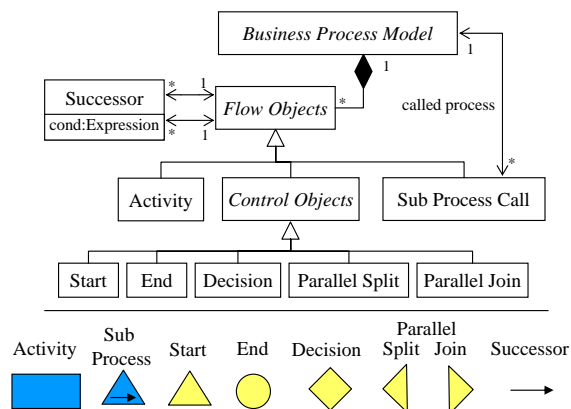 Business Process Model
* 1 1 1
Successor
Flow Objects *
called process
cond:Expression
* 1
*
Activity
Control Objects
Sub Process Call
Start End Decision Parallel Split Parallel Join
Activity
Sub
Process
Start
End
Decision
Parallel
Split Join
Successor